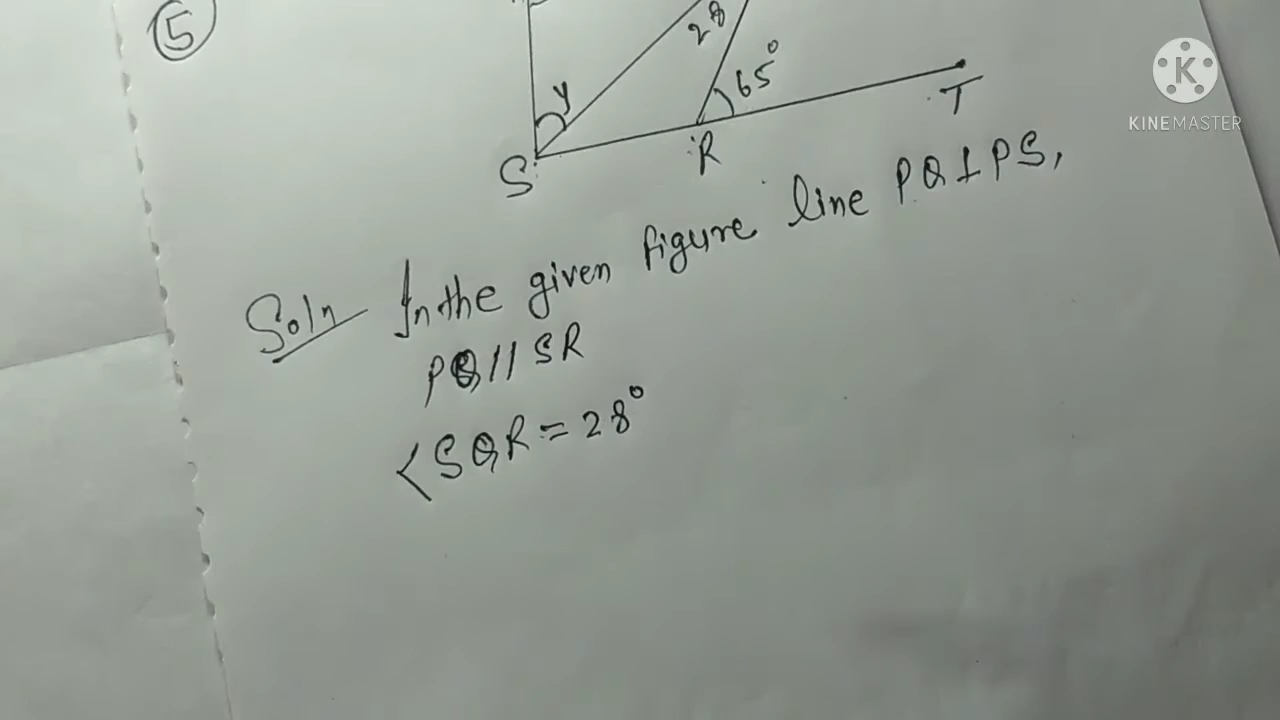 5
28
65°
y
T
S
R
KINEMASTER
Soln In the given figure line PQ⊥PS,
PQ//SR
<SQR=28°